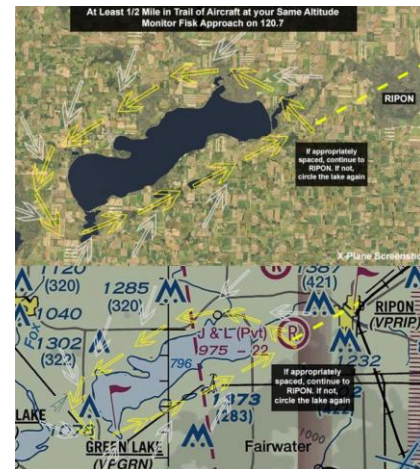 At Least 1/2 Mile in Trail of Aircraft at your Same Altitude
Monitor Fisk Approach on 120.7
RIPON
If appropriately
spaced, continue to
RIPON. If not,
circle the lake again
X-Plane Screensho
1120
(320)
1285
(320)
1387
(421)
RIPON
(VPRIP)
Fox
1040
1302
(322)
J & L (Pvt)
975 - 22
R
796
1232
If appropriately
spaced, continue to
RIPON. If not,
circle the lake again
LAKE
1078
1373
(283)
GREEN LAKE
(VPGRN)
Fairwater
1000